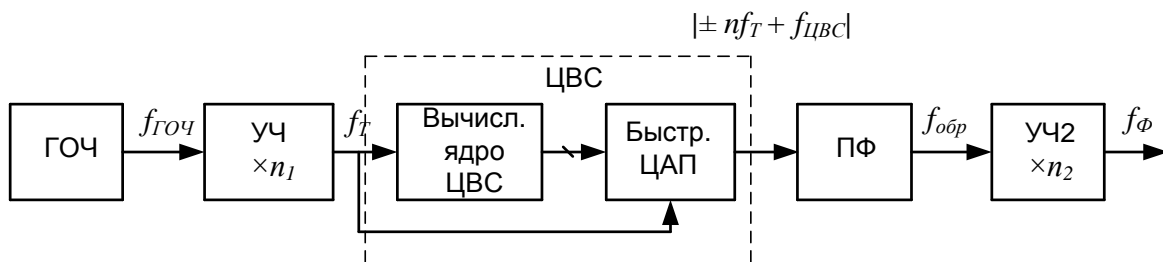 |± nf_T + f_ЦВС|
ЦВС
ГОЧ
f_ГОЧ
УЧ
×n_1
f_T
Вычисл.
ядро
ЦВС
Быстр.
ЦАП
ПФ
f_обр
УЧ2
×n_2
f_Ф